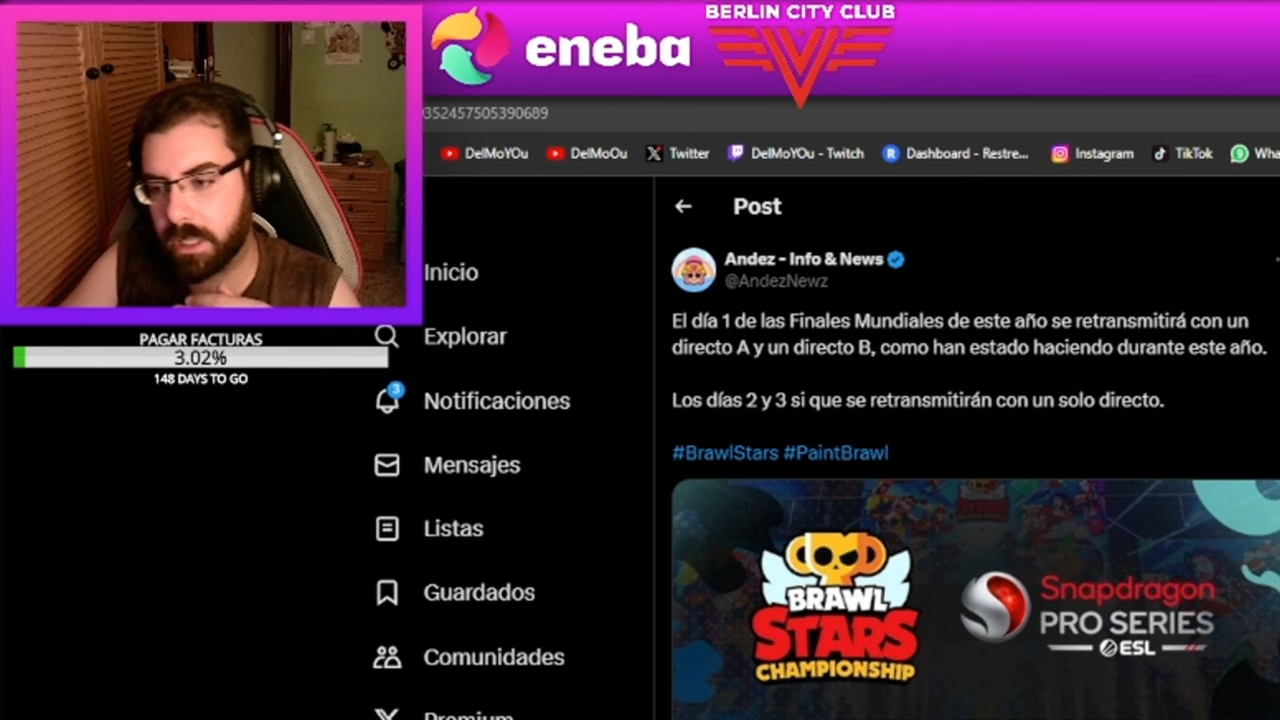 BERLIN CITY CLUB
eneba
352457505390689
DelMoYOu
DelMoOu
Twitter
DelMoYOu - Twitch
Dashboard - Restre...
Instagram
TikTok
Wha
Post
Andez - Info & News
@AndezNewz
El día 1 de las Finales Mundiales de este año se retransmitirá con un
directo A y un directo B, como han estado haciendo durante este año.
Los días 2 y 3 si que se retransmitirán con un solo directo.
#BrawlStars #PaintBrawl
BRAWL
STARS
CHAMPIONSHIP
Snapdragon
PRO SERIES
ESL
PAGAR FACTURAS
3.02%
148 DAYS TO GO
Inicio
Explorar
3
Notificaciones
Mensajes
Listas
Guardados
Comunidades
Premium